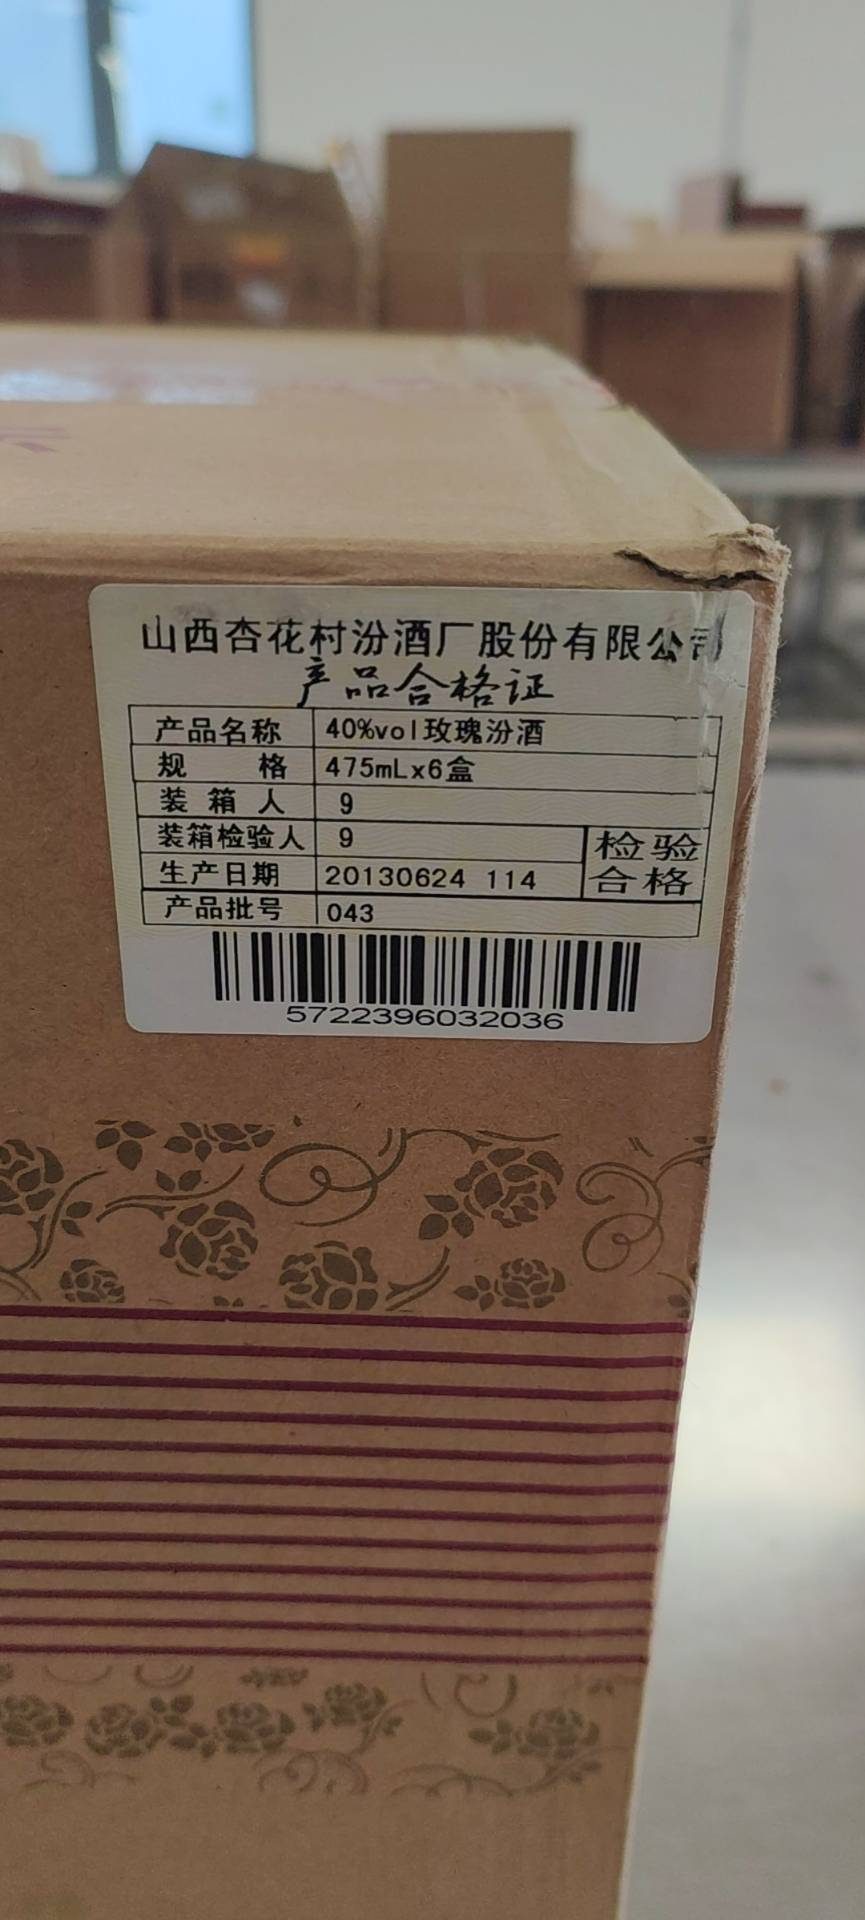 山西杏花村汾酒厂股份有限公司
产品合格证
产品名称 40%vol玫瑰汾酒
规 格 475mLx6盒
装 箱 人 9
装箱检验人 9
检验
生产日期 20130624 114
合格
产品批号 043
5722396032036